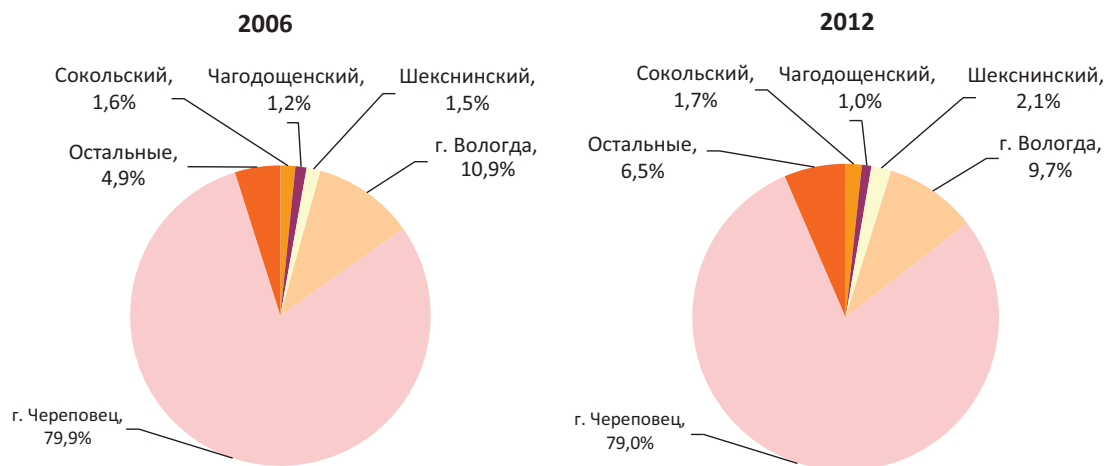 2006
Сокольский,
1,6%
Чагодощенский,
1,2%
Шекснинский,
1,5%
Остальные,
4,9%
г. Вологда,
10,9%
г. Череповец,
79,9%
2012
Сокольский,
1,7%
Чагодощенский,
1,0%
Шекснинский,
2,1%
Остальные,
6,5%
г. Вологда,
9,7%
г. Череповец,
79,0%